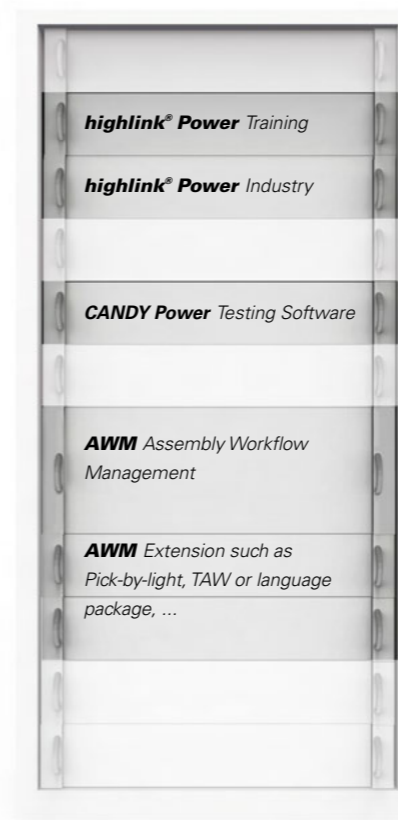 highlink® Power Training
highlink® Power Industry
CANDY Power Testing Software
AWM Assembly Workflow
Management
AWM Extension such as
Pick-by-light, TAW or language
package, ...